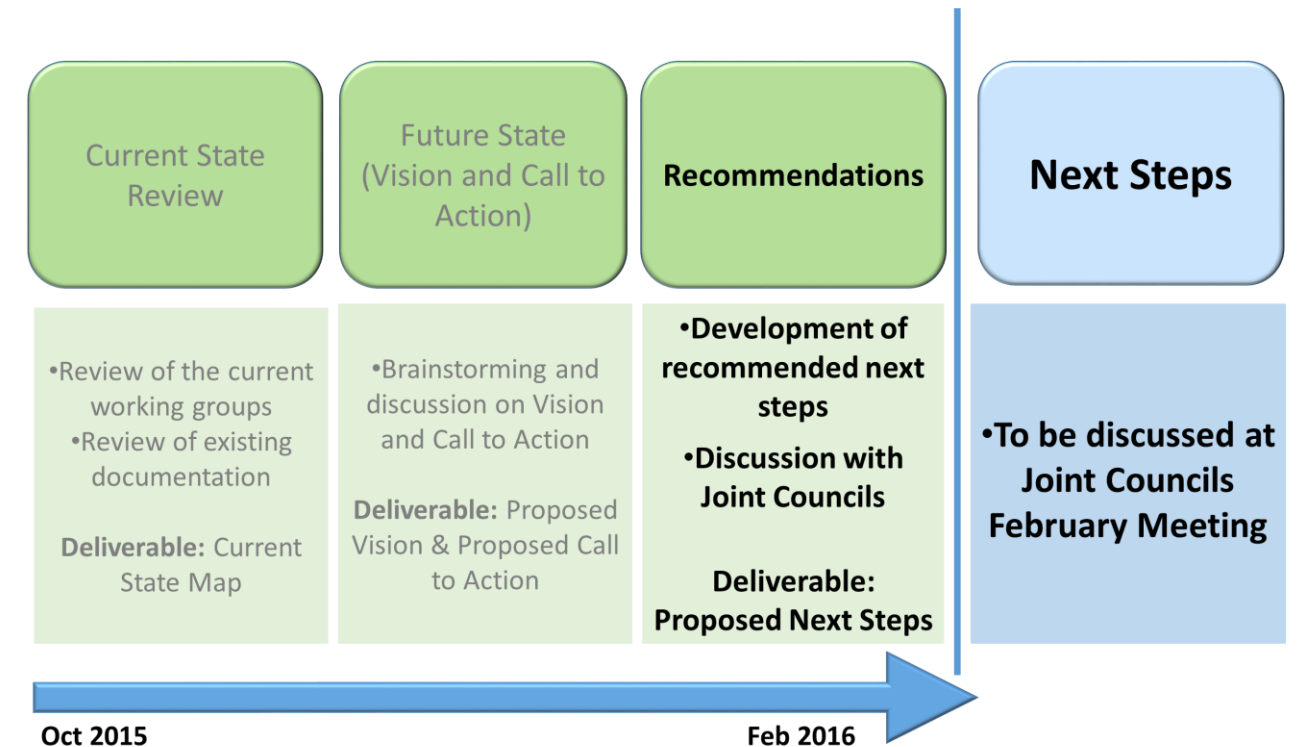 Current State
Review
Future State
(Vision and Call to
Action)
Recommendations
Next Steps
•Review of the current
working groups
•Review of existing
documentation
Deliverable: Current
State Map
•Brainstorming and
discussion on Vision
and Call to Action
Deliverable: Proposed
Vision & Proposed Call
to Action
•Development of
recommended next
steps
•Discussion with
Joint Councils
Deliverable:
Proposed Next Steps
•To be discussed at
Joint Councils
February Meeting
Oct 2015
Feb 2016